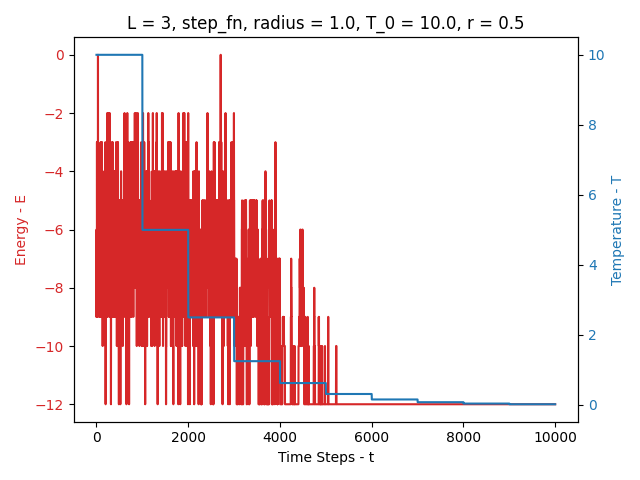 L = 3, step_fn, radius = 1.0, T_0 = 10.0, r = 0.5
Energy - E
0
−2
−4
−6
−8
−10
−12
10
8
6
4
2
0
Temperature - T
0 2000 4000 6000 8000 10000
Time Steps - t